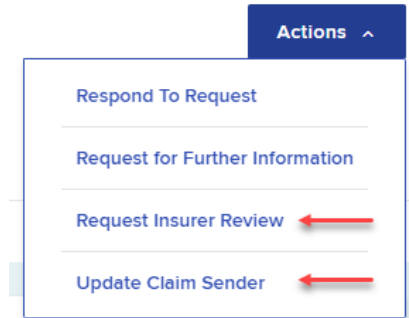 Actions
Respond To Request
Request for Further Information
Request Insurer Review
Update Claim Sender